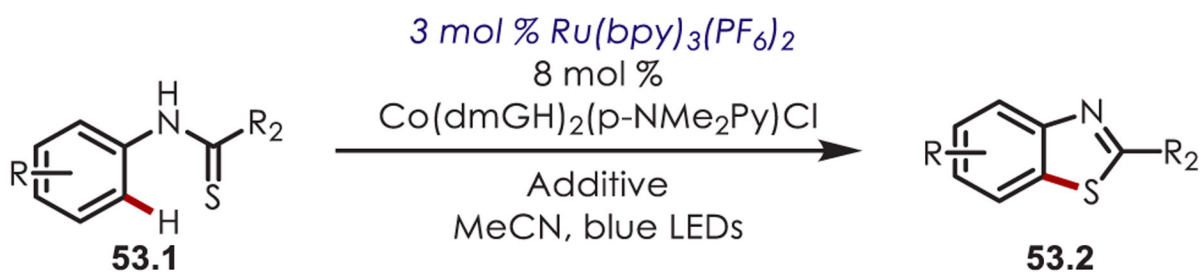 3 mol % Ru(bpy)₃(PF₆)₂
8 mol %
Co(dmGH)₂(p-NMe₂Py)Cl
Additive
MeCN, blue LEDs
H
N
R₂
R
S
H
53.1
N
R
R₂
S
53.2